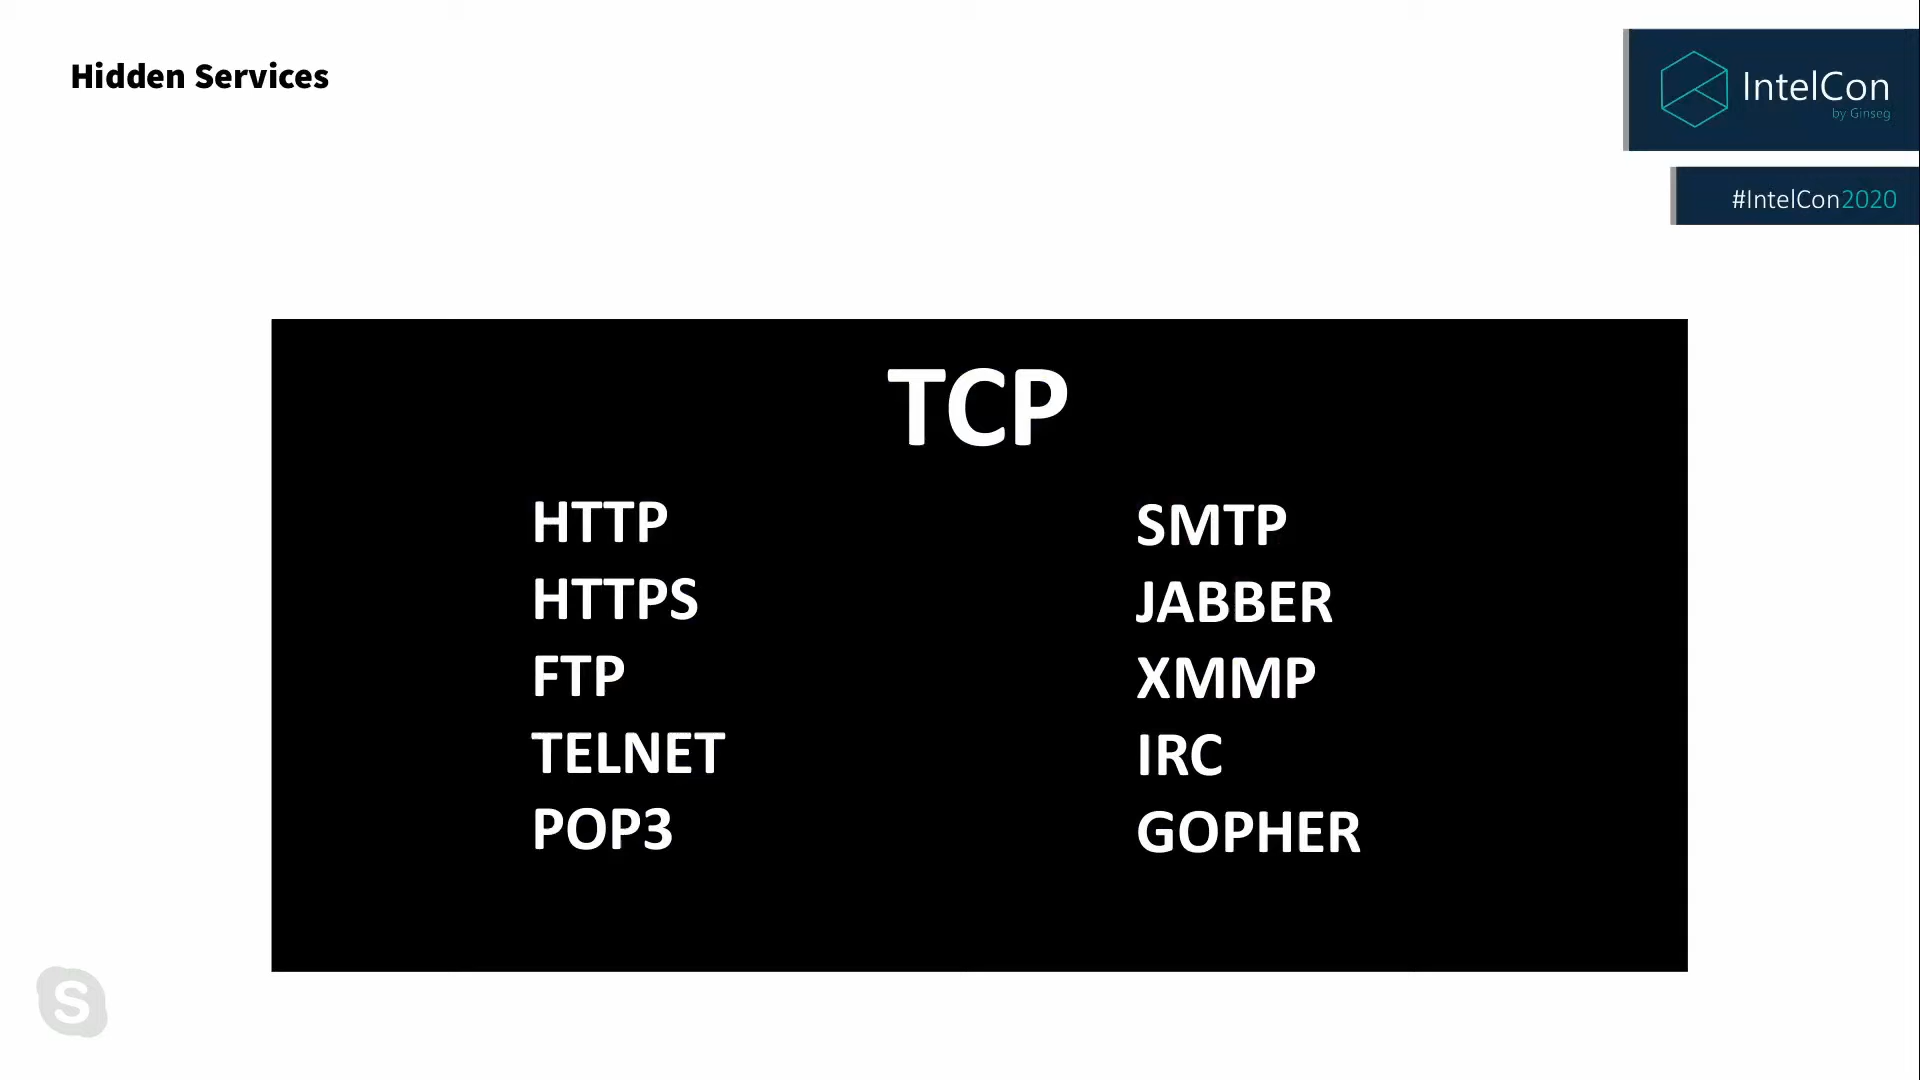 Hidden Services
IntelCon
by Ginseg
#IntelCon2020
TCP
HTTP
HTTPS
FTP
TELNET
POP3
SMTP
JABBER
XMMP
IRC
GOPHER
S